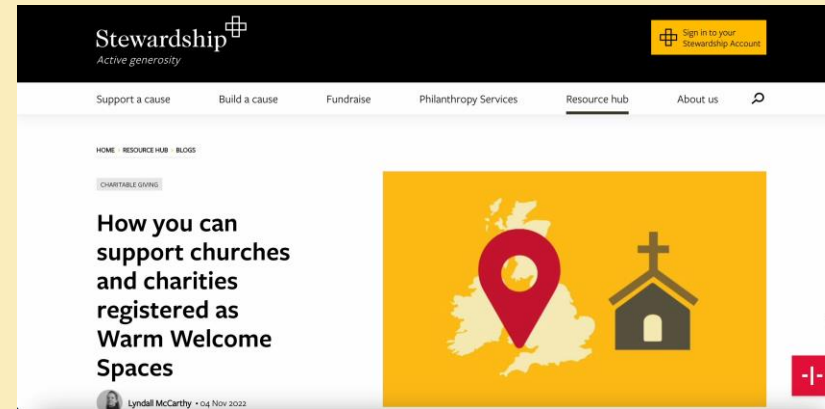 Stewardship
Active generosity
Sign in to your
Stewardship Account
Support a cause Build a cause Fundraise Philanthropy Services Resource hub About us
HOME RESOURCE HUB BLOGS
CHARITABLE GIVING
How you can
support churches
and charities
registered as
Warm Welcome
Spaces
Lyndall McCarthy • 04 Nov 2022